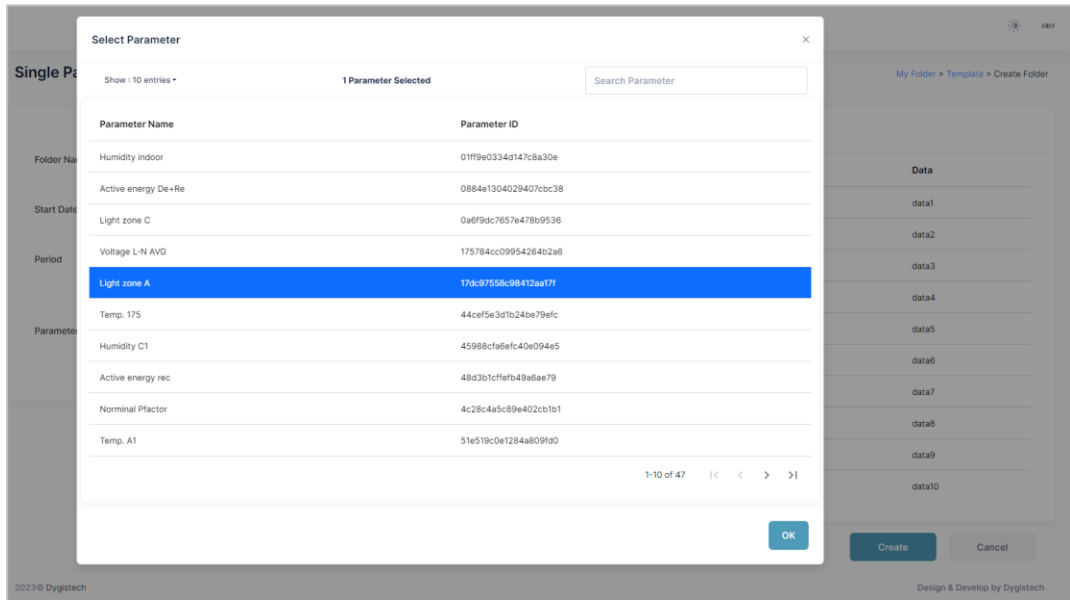 Select Parameter
Single Pa
Show : 10 entries
1 Parameter Selected
Search Parameter
My Folder > Template > Create Folder
Parameter Name Parameter ID
Folder Na
Humidity indoor 01ff9e0334d147c8a30e
Data
Active energy De+Re 0884e1304029407cbc38
Start Date
data1
Light zone C 0a6f9dc7657e478b9536
data2
Voltage L-N AVG 175784cc09954264b2a6
Period
data3
Light zone A 17dc97558c98412aa17f
data4
Temp. 175 44cef5e3d1b24be79efc
Parameter
data5
Humidity C1 45988cfa6efc40e094e5
data6
Active energy rec 48d3b1cffefb49a6ae79
data7
Norminal Pfactor 4c28c4a5c89e402cb1b1
data8
Temp. A1 51e519c0e1284a809fd0
data9
1-10 of 47
data10
OK
Create Cancel
2023© Dygistech
Design & Develop by Dygistech